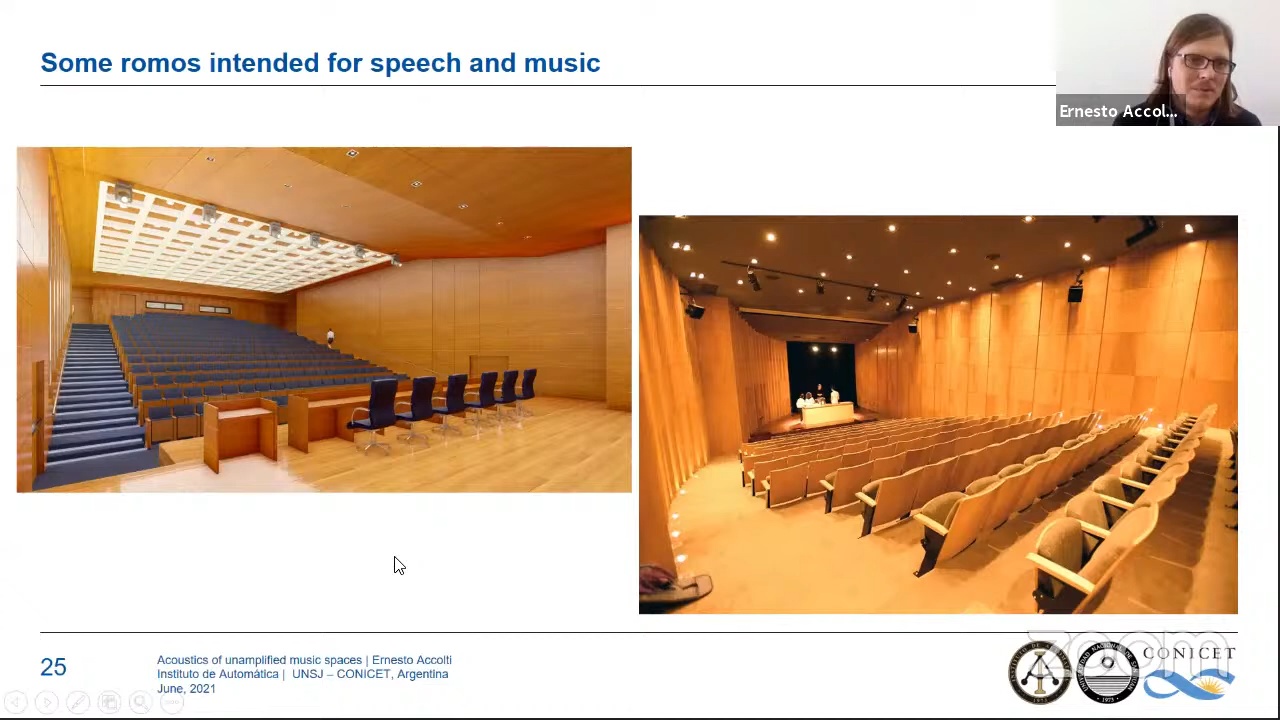 Some romos intended for speech and music
Ernesto Accol...
25
Acoustics of unamplified music spaces | Ernesto Accolti
Instituto de Automática | UNSJ – CONICET, Argentina
June, 2021
zoom
CONICET